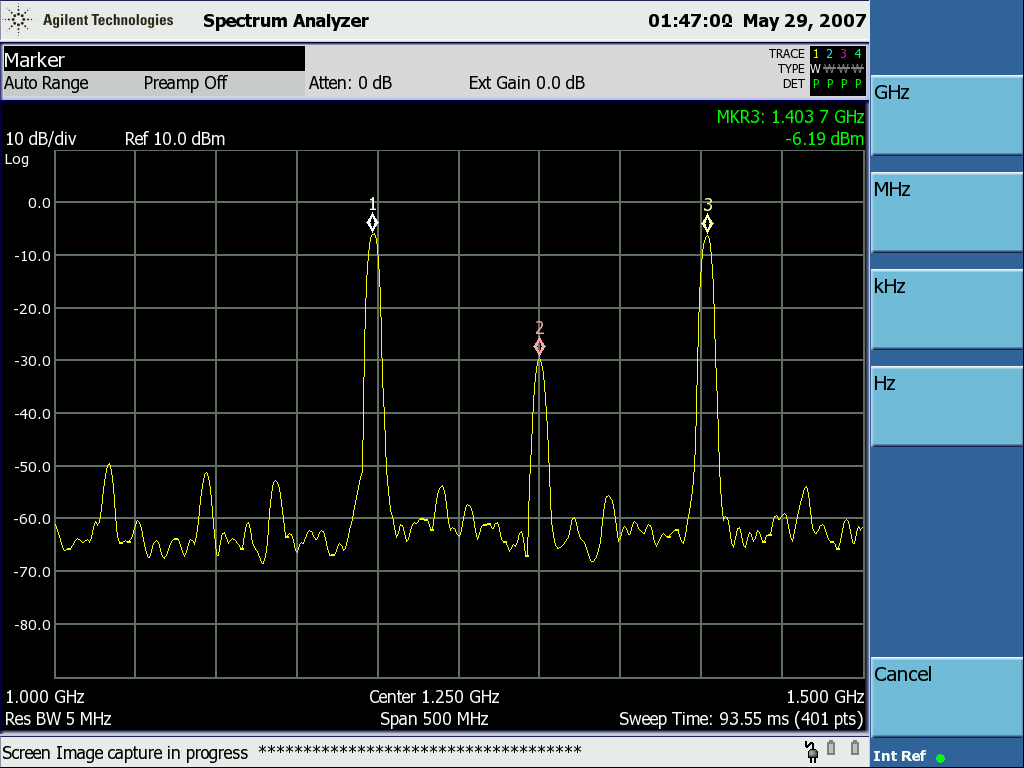 Agilent Technologies Spectrum Analyzer 01:47:00 May 29, 2007
Marker
Auto Range Preamp Off Atten: 0 dB Ext Gain 0.0 dB
TRACE 1 2 3 4
TYPE W W W W
DET P P P P
MKR3: 1.403 7 GHz
10 dB/div Ref 10.0 dBm -6.19 dBm
Log
0.0
-10.0
-20.0
-30.0
-40.0
-50.0
-60.0
-70.0
-80.0
1
2
3
1.000 GHz Center 1.250 GHz 1.500 GHz
Res BW 5 MHz Span 500 MHz Sweep Time: 93.55 ms (401 pts)
Screen Image capture in progress ************************************
GHz
MHz
kHz
Hz
Cancel
Int Ref